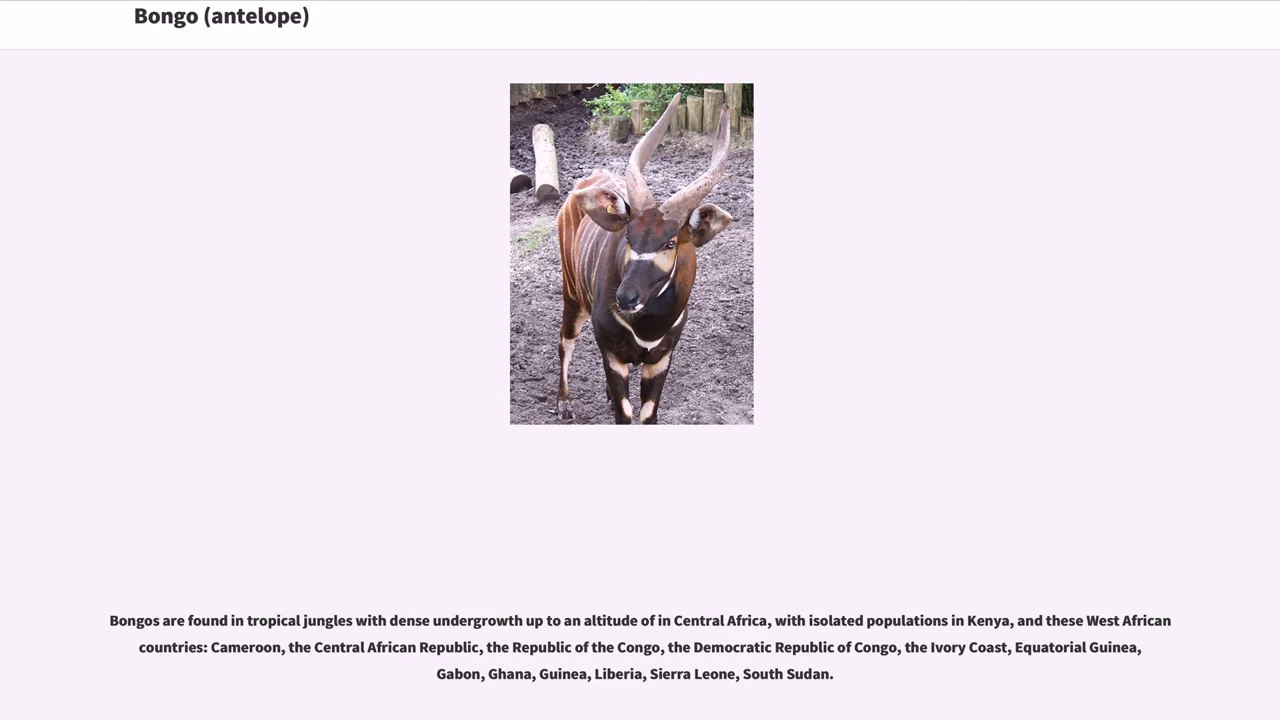 Bongo (antelope)
Bongos are found in tropical jungles with dense undergrowth up to an altitude of in Central Africa, with isolated populations in Kenya, and these West African
countries: Cameroon, the Central African Republic, the Republic of the Congo, the Democratic Republic of Congo, the Ivory Coast, Equatorial Guinea,
Gabon, Ghana, Guinea, Liberia, Sierra Leone, South Sudan.